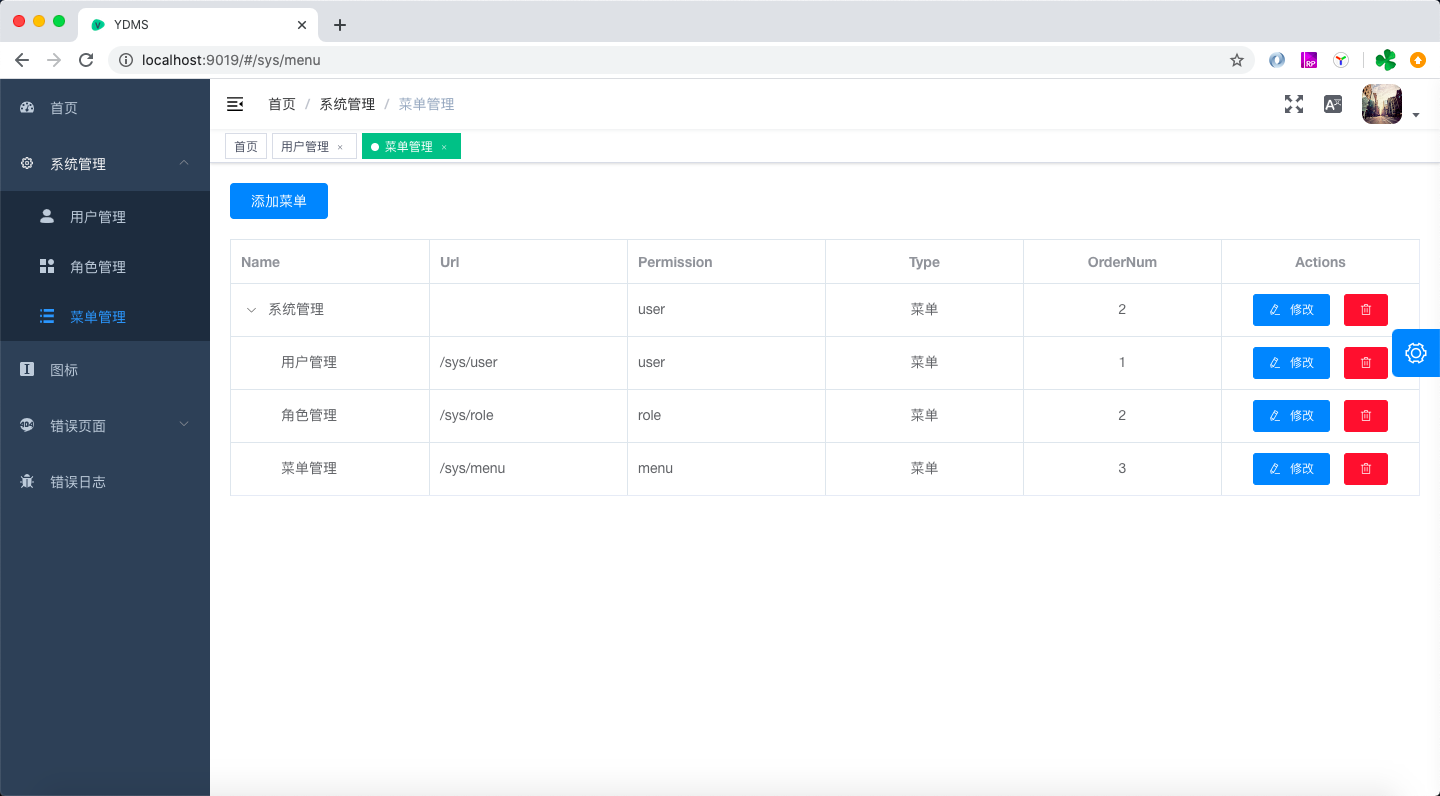 YDMS
localhost:9019/#/sys/menu
首页
系统管理
用户管理
角色管理
菜单管理
图标
错误页面
错误日志
首页 / 系统管理 / 菜单管理
首页 用户管理 × 菜单管理 ×
添加菜单
Name Url Permission Type OrderNum Actions
系统管理 user 菜单 2 修改
用户管理 /sys/user user 菜单 1 修改
角色管理 /sys/role role 菜单 2 修改
菜单管理 /sys/menu menu 菜单 3 修改